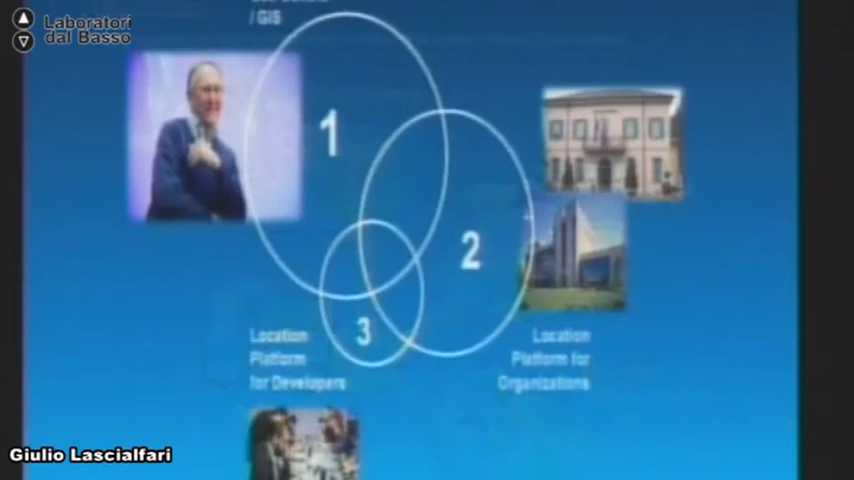 Laboratori
dal Basso
/ GIS
1
2
3
Location
Platform
for Developers
Location
Platform for
Organizations
Giulio Lascialfari